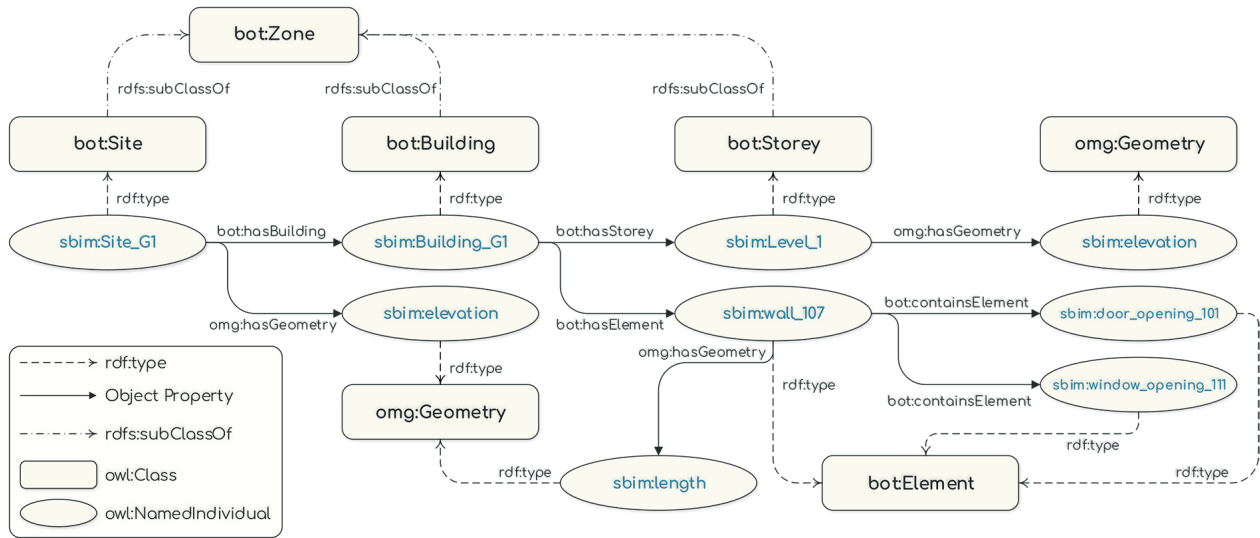 bot:Zone
rdfs:subClassOf
rdfs:subClassOf
rdfs:subClassOf
bot:Site
bot:Building
bot:Storey
omg:Geometry
rdf:type
rdf:type
rdf:type
rdf:type
sbim:Site_G1
bot:hasBuilding
sbim:Building_G1
bot:hasStorey
sbim:Level_1
omg:hasGeometry
sbim:elevation
omg:hasGeometry
sbim:elevation
bot:hasElement
sbim:wall_107
bot:containsElement
sbim:door_opening_101
omg:hasGeometry
rdf:type
rdf:type
sbim:window_opening_111
bot:containsElement
omg:Geometry
rdf:type
rdf:type
rdf:type
sbim:length
bot:Element
rdf:type
Object Property
rdfs:subClassOf
owl:Class
owl:NamedIndividual